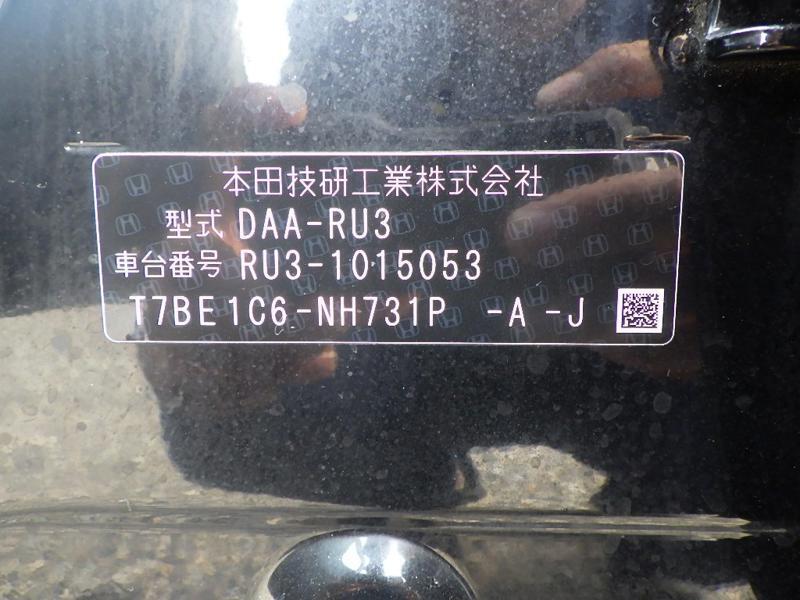 本田技研工業株式会社
型式 DAA-RU3
車台番号 RU3-1015053
T7BE1C6-NH731P -A -J